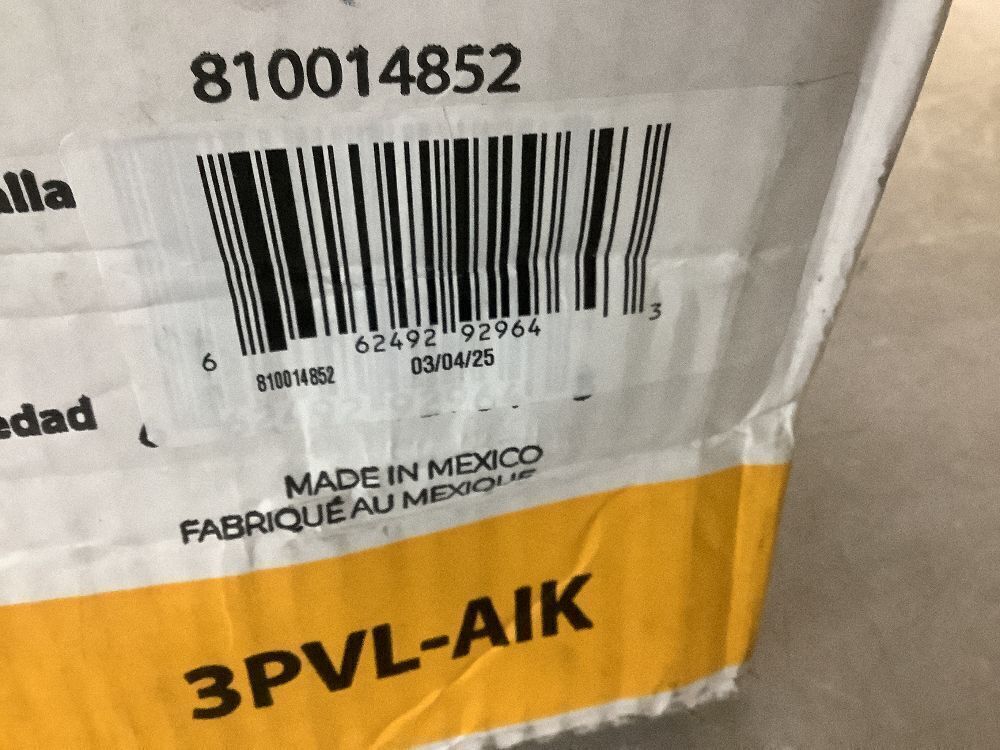 810014852
alla
6 62492 92964 3
810014852 03/04/25
edad
MADE IN MEXICO
FABRIQUÉ AU MEXIQUE
3PVL-AIK